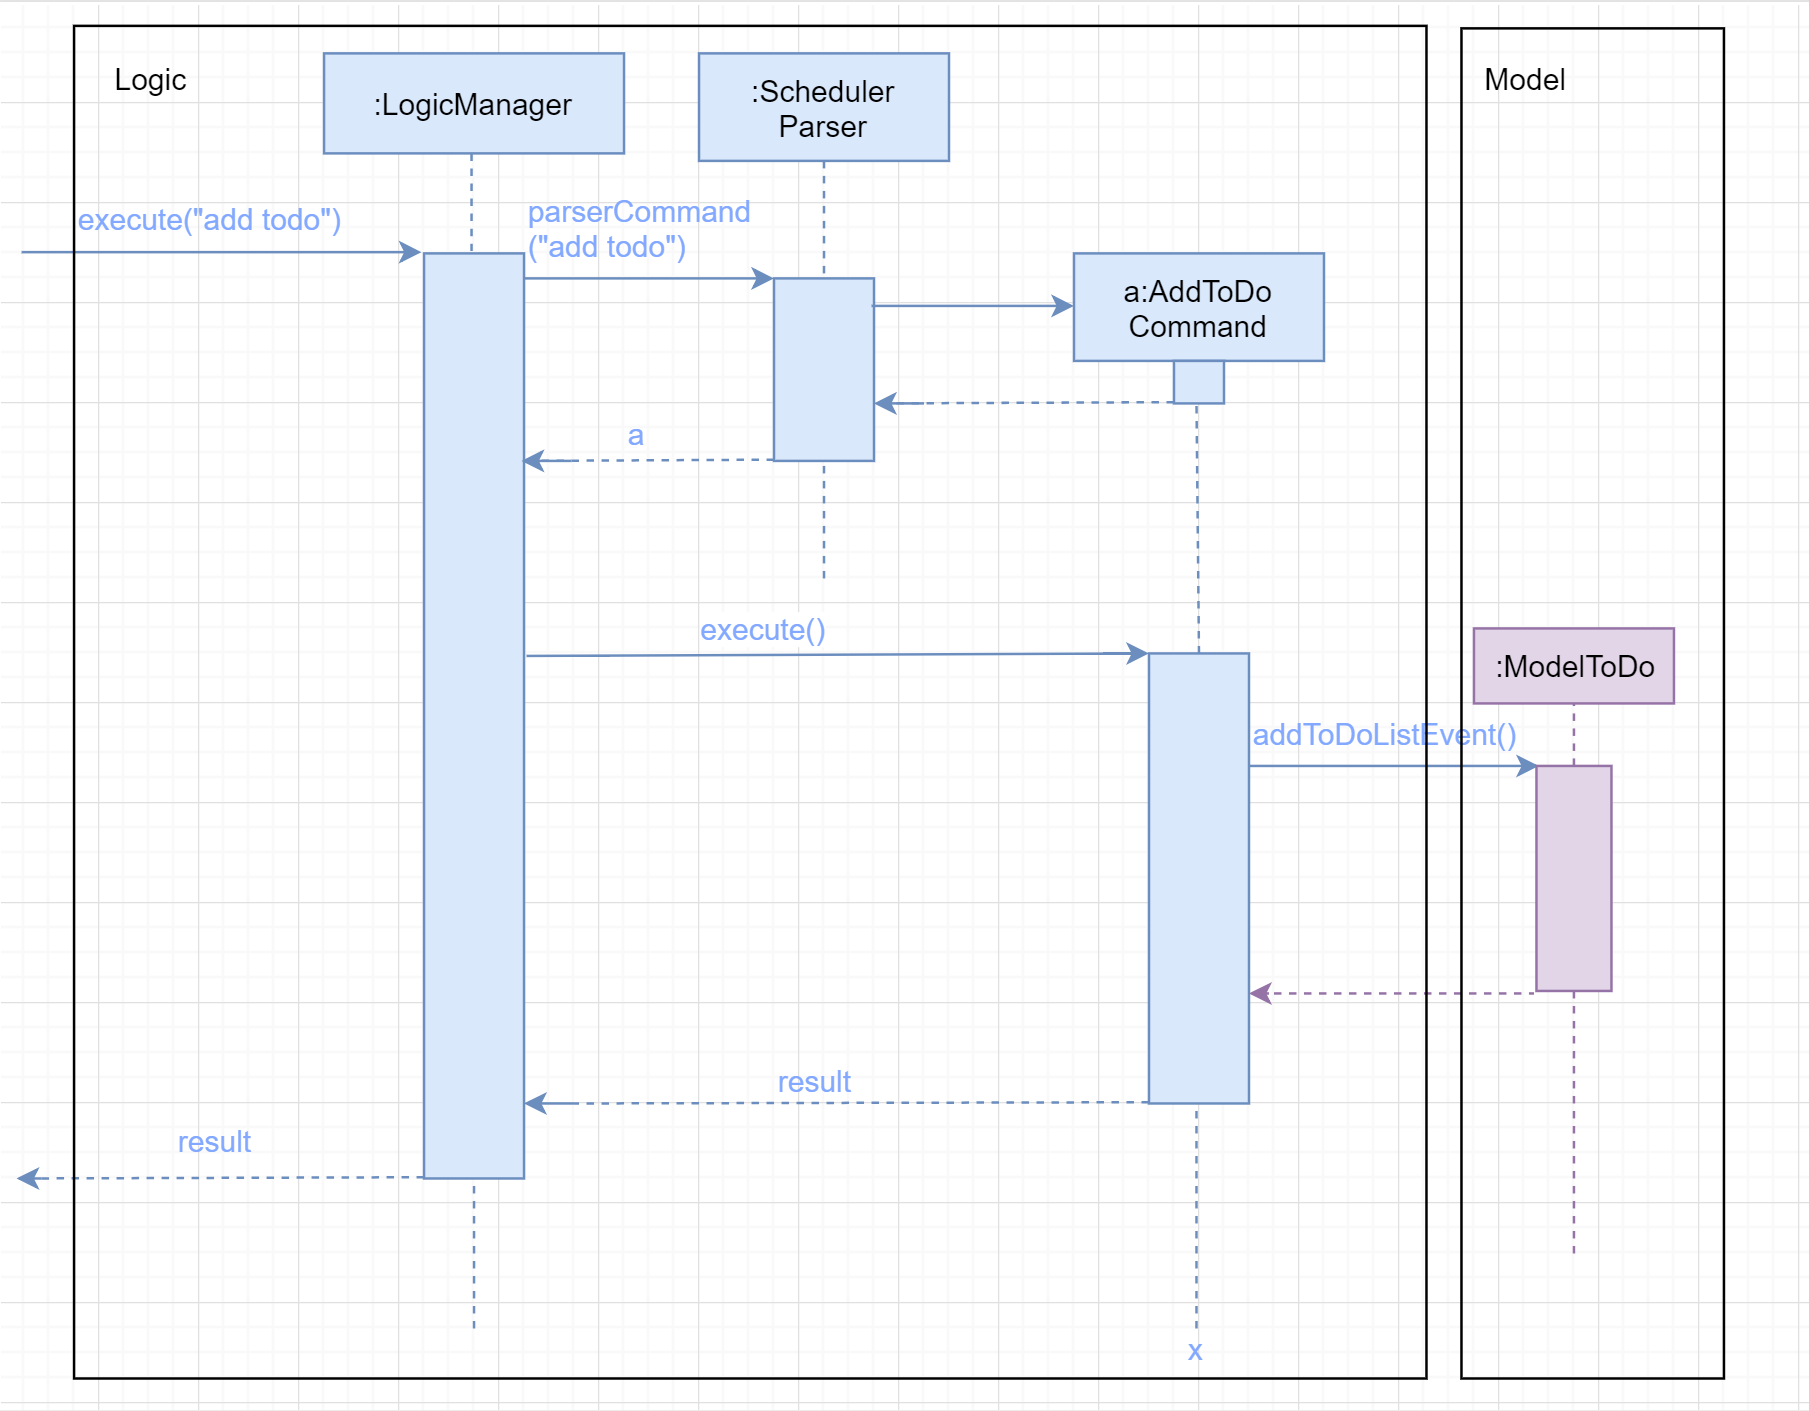 Logic
:LogicManager
:Scheduler
Parser
Model
execute("add todo")
parserCommand
("add todo")
a:AddToDo
Command
a
execute()
:ModelToDo
addToDoListEvent()
result
result
x